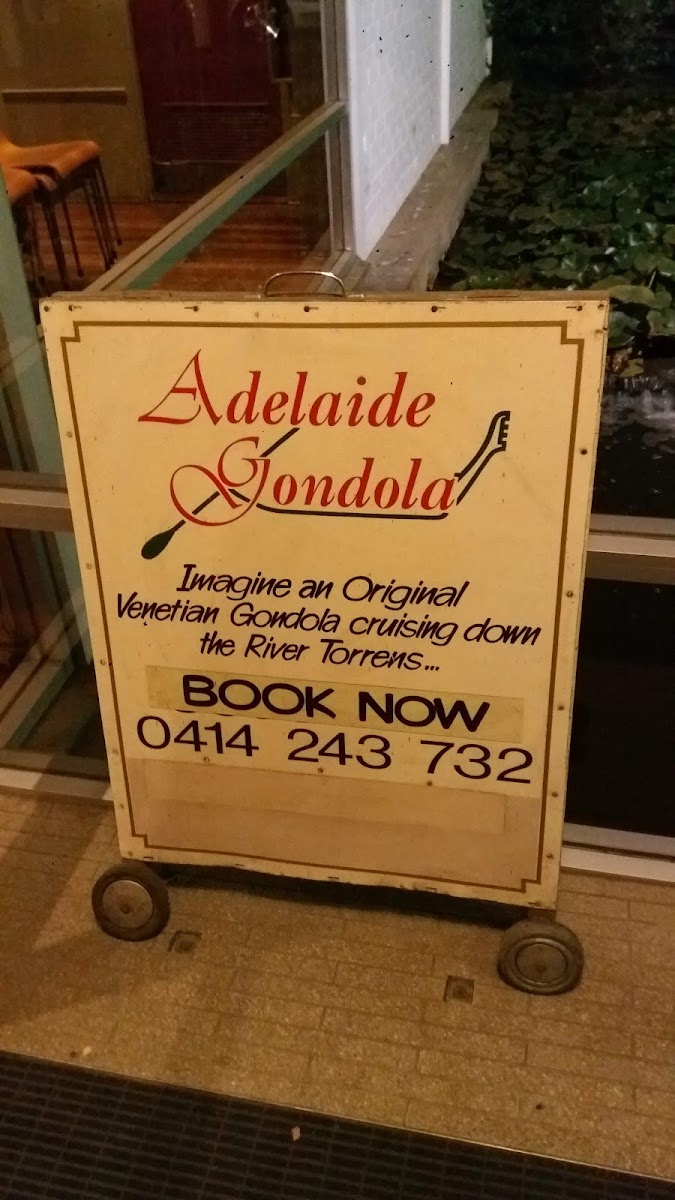 Adelaide
Gondola
Imagine an Original
Venetian Gondola cruising down
the River Torrens...
BOOK NOW
0414 243 732